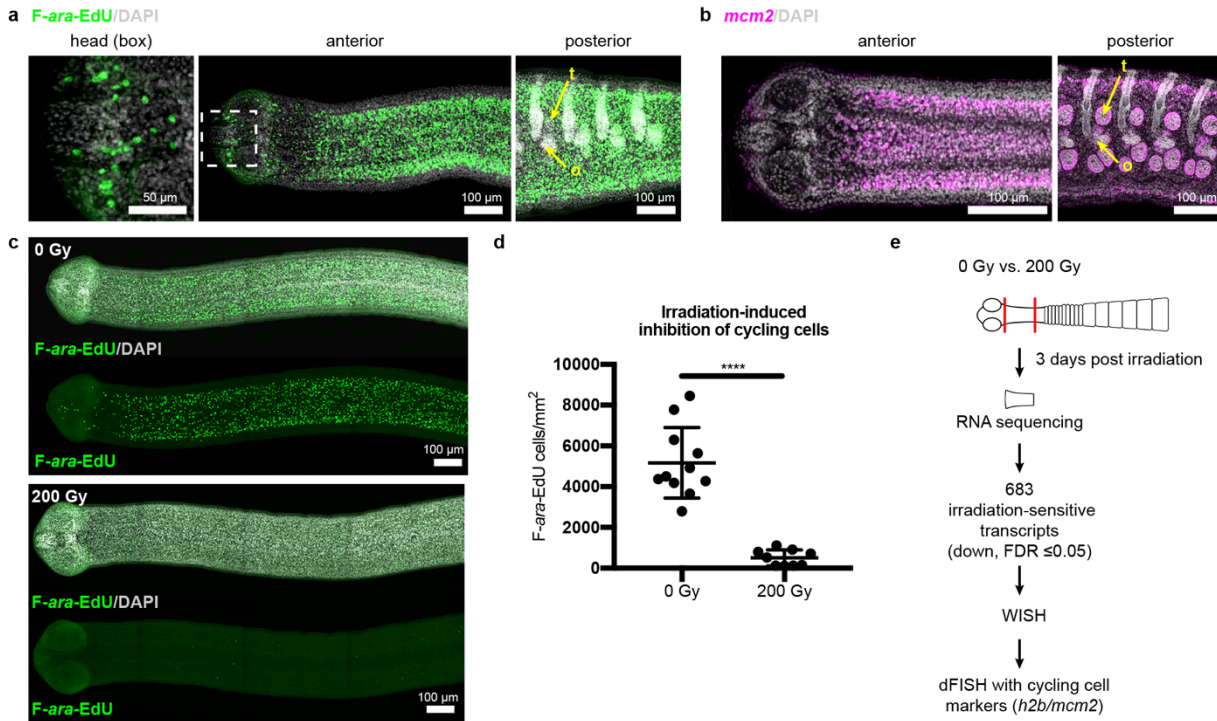 a F-ara-EdU/DAPI
head (box)
anterior
posterior
t
o
50 µm
100 µm
100 µm
b mcm2/DAPI
anterior
posterior
t
o
100 µm
100 µm
c
0 Gy
F-ara-EdU/DAPI
F-ara-EdU
100 µm
200 Gy
F-ara-EdU/DAPI
F-ara-EdU
100 µm
d
Irradiation-induced
inhibition of cycling cells
****
F-ara-EdU cells/mm²
10000
8000
6000
4000
2000
0
0 Gy
200 Gy
e
0 Gy vs. 200 Gy
3 days post irradiation
RNA sequencing
683
irradiation-sensitive
transcripts
(down, FDR ≤0.05)
WISH
dFISH with cycling cell
markers (h2b/mcm2)